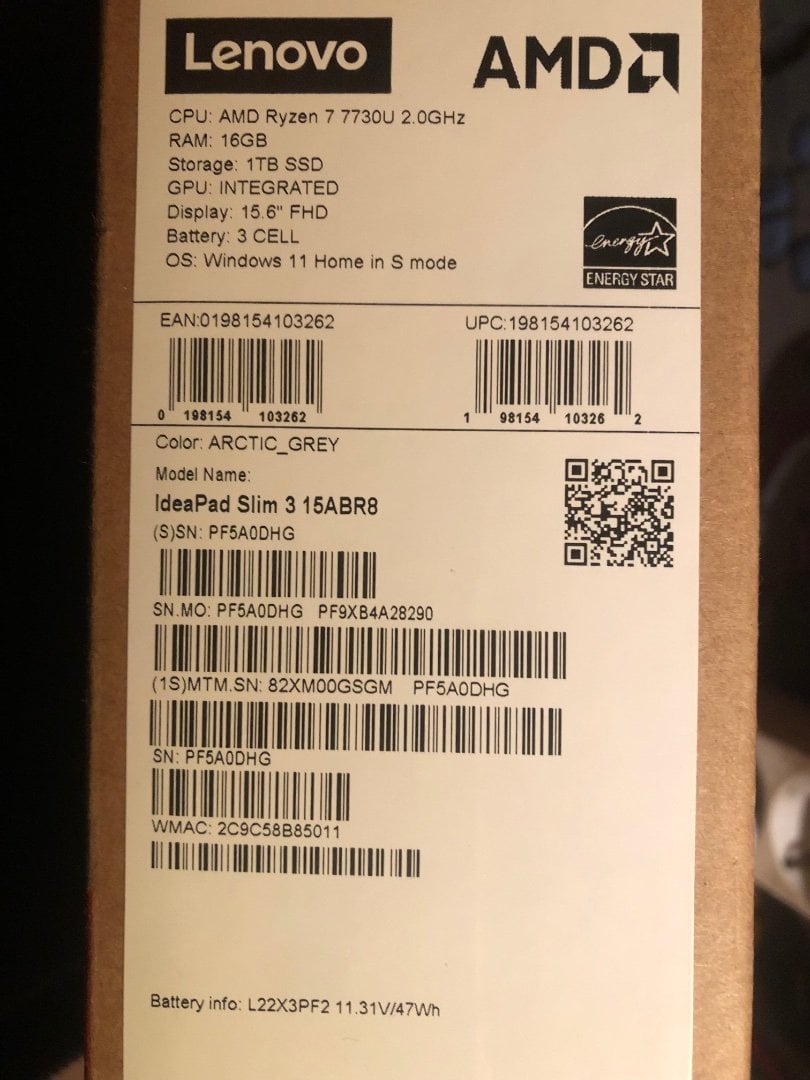 Lenovo
AMD
CPU: AMD Ryzen 7 7730U 2.0GHz
RAM: 16GB
Storage: 1TB SSD
GPU: INTEGRATED
Display: 15.6" FHD
Battery: 3 CELL
OS: Windows 11 Home in S mode
energy
ENERGY STAR
EAN:0198154103262
UPC:198154103262
0 198154 103262
1 98154 10326 2
Color: ARCTIC_GREY
Model Name:
IdeaPad Slim 3 15ABR8
(S)SN: PF5A0DHG
SN.MO: PF5A0DHG PF9XB4A28290
(1S)MTM.SN: 82XM00GSGM PF5A0DHG
SN: PF5A0DHG
WMAC: 2C9C58B85011
Battery info: L22X3PF2 11.31V/47Wh